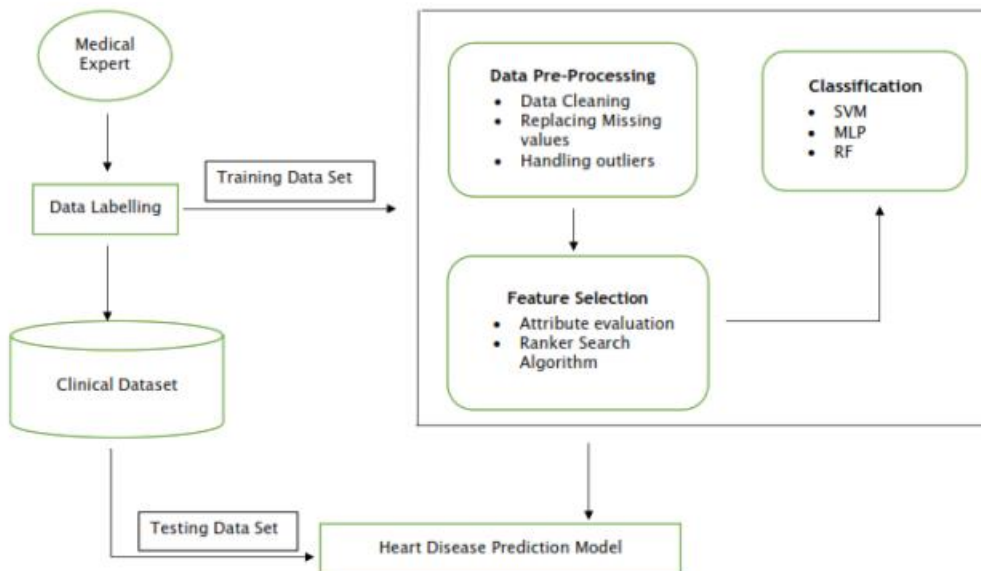 Medical
Expert
Data Pre-Processing
• Data Cleaning
• Replacing Missing
values
• Handling outliers
Classification
• SVM
• MLP
• RF
Training Data Set
Data Labelling
Feature Selection
• Attribute evaluation
• Ranker Search
Algorithm
Clinical Dataset
Testing Data Set
Heart Disease Prediction Model